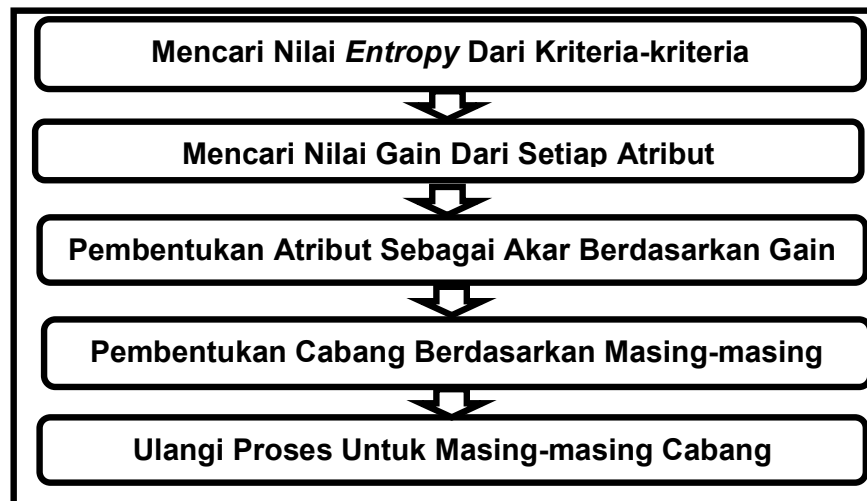 Mencari Nilai Entropy Dari Kriteria-kriteria
Mencari Nilai Gain Dari Setiap Atribut
Pembentukan Atribut Sebagai Akar Berdasarkan Gain
Pembentukan Cabang Berdasarkan Masing-masing
Ulangi Proses Untuk Masing-masing Cabang